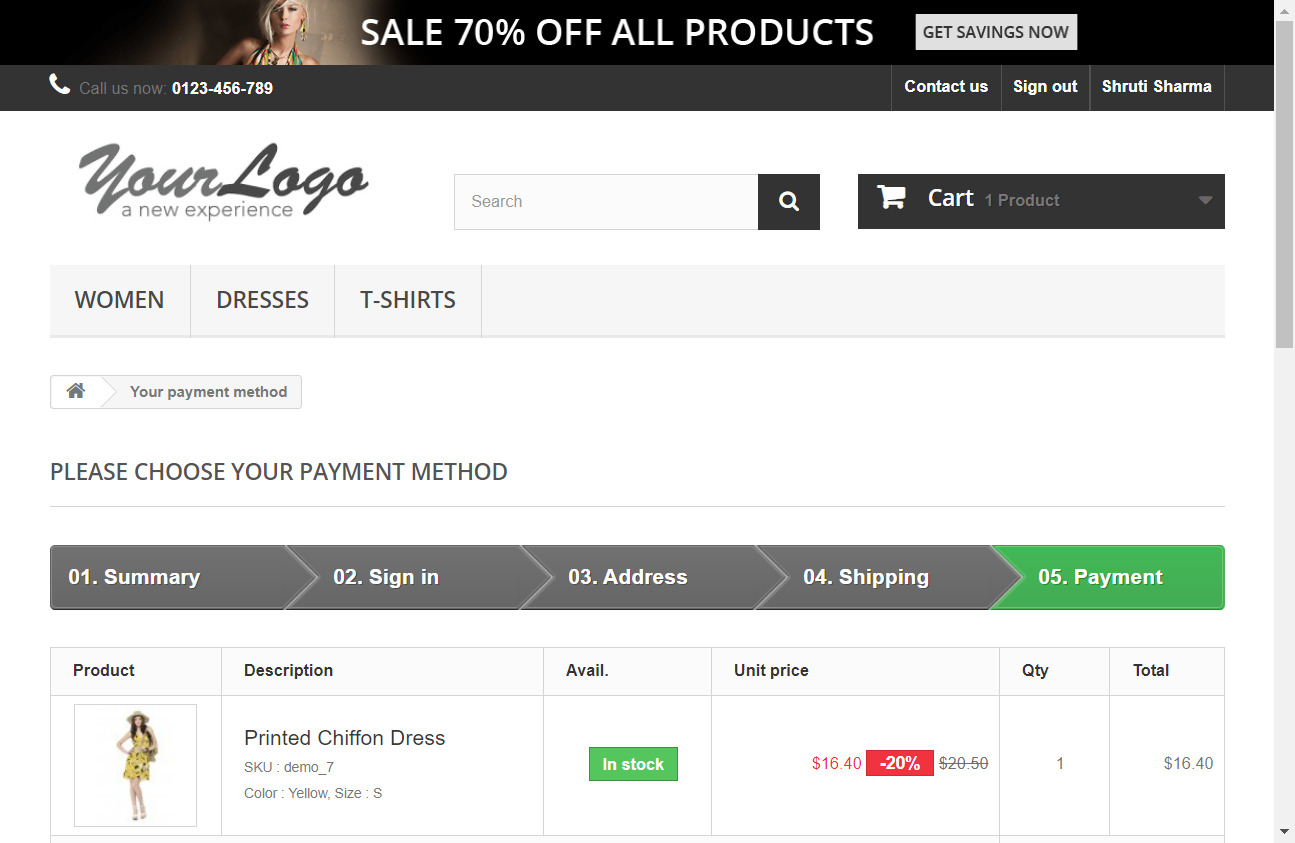 SALE 70% OFF ALL PRODUCTS GET SAVINGS NOW
Call us now: 0123-456-789 Contact us Sign out Shruti Sharma
Your Logo
a new experience
Search Cart 1 Product
WOMEN DRESSES T-SHIRTS
Your payment method
PLEASE CHOOSE YOUR PAYMENT METHOD
01. Summary 02. Sign in 03. Address 04. Shipping 05. Payment
Product Description Avail. Unit price Qty Total
Printed Chiffon Dress
SKU : demo_7
Color : Yellow, Size : S
In stock $16.40 -20% $20.50 1 $16.40